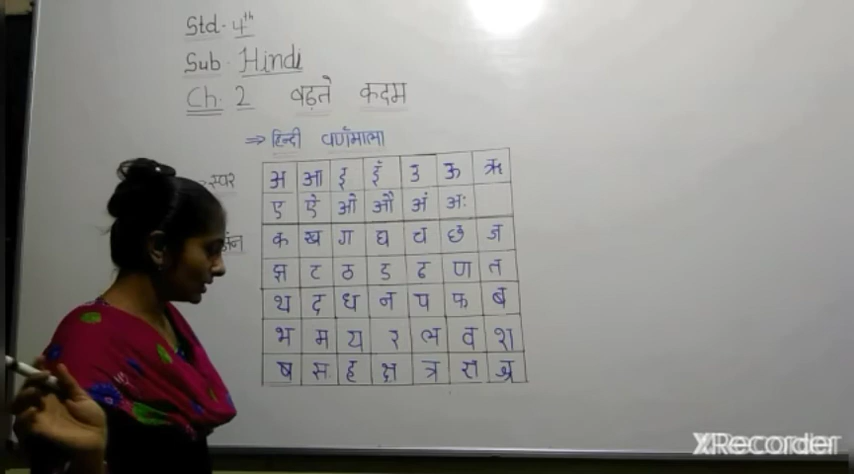 Std. 4th
Sub. Hindi
Ch. 2 बढ़ते कदम
⇒ हिन्दी वर्णमाला
→ स्वर
अ आ इ ई उ ऊ ऋ
ए ऐ ओ औ अं अः
क ख ग घ च छ ज
झ ट ठ ड ढ ण त
थ द ध न प फ ब
भ म य र ल व श
ष स ह क्ष त्र ज्ञ श्र
XRecorder